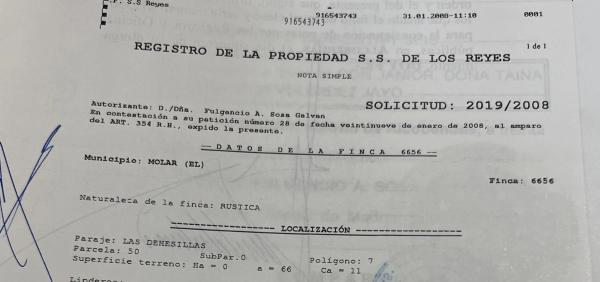 .P. S.S Reyes
916543743 31.01.2008-11:10 0001
916543743
1 de 1
REGISTRO DE LA PROPIEDAD S.S. DE LOS REYES
NOTA SIMPLE
SOLICITUD: 2019/2008
Autorizante: D./Dña. Fulgencio A. Sosa Galvan
En contestación a su petición número 28 de fecha veintinueve de enero de 2008, al amparo
del ART. 354 R.H., expido la presente.
-- D A T O S D E L A F I N C A 6656 --
Municipio: MOLAR (EL)
Finca: 6656
Naturaleza de la finca: RUSTICA
----------------- LOCALIZACIÓN -----------------
Paraje: LAS DEHESILLAS
Parcela: 50 SubPar.0 Polígono: 7
Superficie terreno: Ha = 0 a = 66 Ca = 11